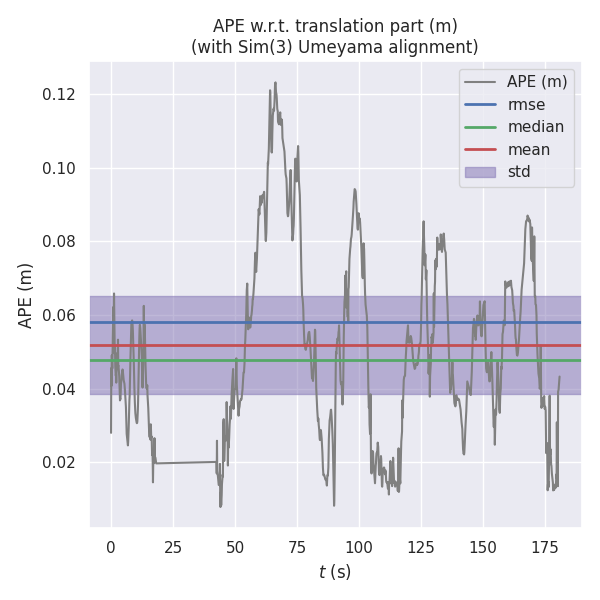 APE w.r.t. translation part (m)
(with Sim(3) Umeyama alignment)
APE (m)
rmse
median
mean
std
APE (m)
0.12
0.10
0.08
0.06
0.04
0.02
0 25 50 75 100 125 150 175
t (s)